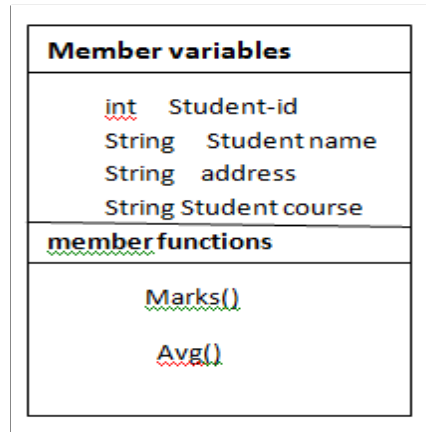 Member variables
int Student-id
String Student name
String address
String Student course
member functions
Marks()
Avg()